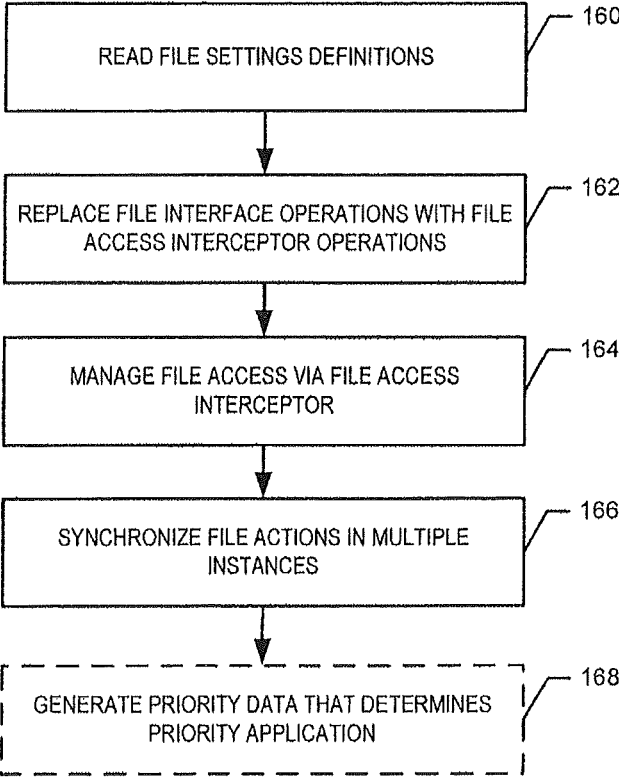 READ FILE SETTINGS DEFINITIONS
160
REPLACE FILE INTERFACE OPERATIONS WITH FILE
ACCESS INTERCEPTOR OPERATIONS
162
MANAGE FILE ACCESS VIA FILE ACCESS
INTERCEPTOR
164
SYNCHRONIZE FILE ACTIONS IN MULTIPLE
INSTANCES
166
GENERATE PRIORITY DATA THAT DETERMINES
PRIORITY APPLICATION
168